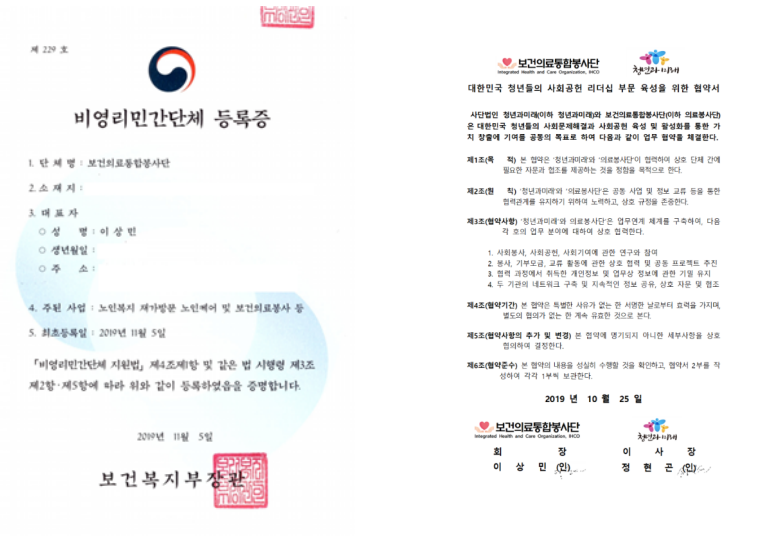 제 229 호
비영리민간단체 등록증
1. 단 체 명 : 보건의료통합봉사단
2. 소 재 지 :
3. 대 표 자
○ 성 명 : 이 상 민
○ 생년월일 :
○ 주 소 :
4. 주된 사업 : 노인복지 재가방문 노인케어 및 보건의료봉사 등
5. 최초등록일 : 2019년 11월 5일
「비영리민간단체 지원법」 제4조제1항 및 같은 법 시행령 제3조
제2항·제5항에 따라 위와 같이 등록하였음을 증명합니다.
2019년 11월 5일
보건복지부장관
보건의료통합봉사단
Integrated Health and Care Organization, IHCO
청년과미래
대한민국 청년들의 사회공헌 리더십 부문 육성을 위한 협약서
사단법인 청년과미래(이하 청년과미래)와 보건의료통합봉사단(이하 의료봉사단)
은 대한민국 청년들의 사회문제해결과 사회공헌 육성 및 활성화를 통한 가
치 창출에 기여를 공통의 목표로 하여 다음과 같이 업무 협약을 체결한다.
제1조(목 적) 본 협약은 '청년과미래'와 '의료봉사단'이 협력하여 상호 단체 간에
필요한 자문과 협조를 제공하는 것을 정함을 목적으로 한다.
제2조(원 칙) '청년과미래'와 '의료봉사단'은 공동 사업 및 정보 교류 등을 통한
협력관계를 유지하기 위하여 노력하고, 상호 규정을 존중한다.
제3조(협약사항) '청년과미래'와 의료봉사단'은 업무연계 체계를 구축하여, 다음
각 호의 업무 분야에 대하여 상호 협력한다.
1. 사회봉사, 사회공헌, 사회기여에 관한 연구와 참여
2. 봉사, 기부모금, 교류 활동에 관한 상호 협력 및 공동 프로젝트 추진
3. 협력 과정에서 취득한 개인정보 및 업무상 정보에 관한 기밀 유지
4. 두 기관의 네트워크 구축 및 지속적인 정보 공유, 상호 자문 및 협조
제4조(협약기간) 본 협약은 특별한 사유가 없는 한 서명한 날로부터 효력을 가지며,
별도의 협의가 없는 한 계속 유효한 것으로 본다.
제5조(협약사항의 추가 및 변경) 본 협약에 명기되지 아니한 세부사항을 상호
협의하여 결정한다.
제6조(협약준수) 본 협약의 내용을 성실히 수행할 것을 확인하고, 협약서 2부를 작
성하여 각각 1부씩 보관한다.
2019 년 10 월 25 일
보건의료통합봉사단
Integrated Health and Care Organization, IHCO
청년과미래
회 장 이 사 장
이 상 민 (인) 정 현 곤 (인)